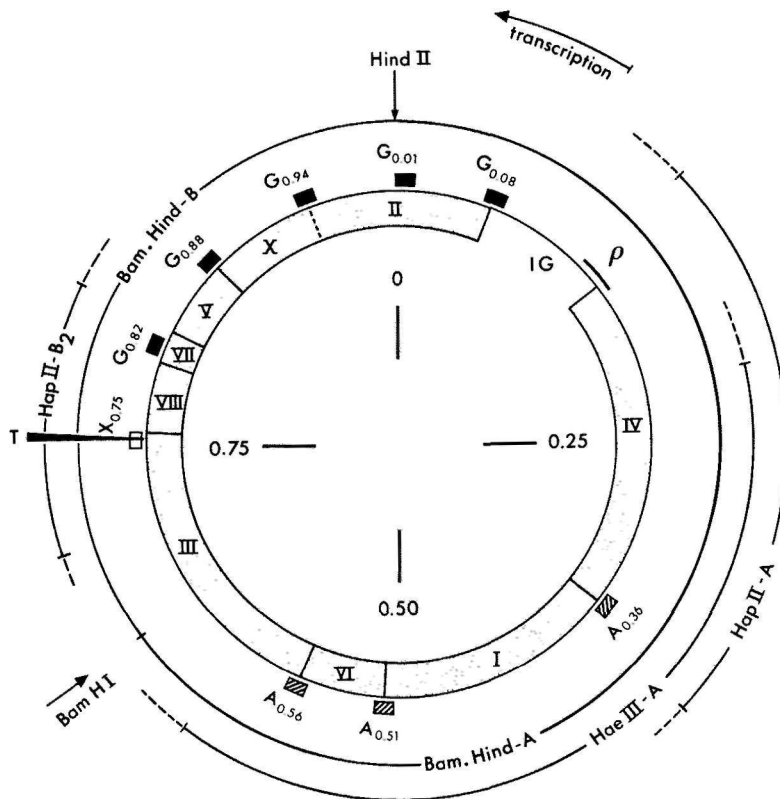 transcription
Hind II
G0.01
G0.94
G0.08
II
X
IG
ρ
G0.88
Bam. Hind-B
V
0
G0.82
VII
Hap II-B2
VIII
X0.75
T
IV
0.75
0.25
III
0.50
A0.36
I
VI
Hap II-A
A0.56
A0.51
Bam H I
Bam. Hind-A
Hae III-A